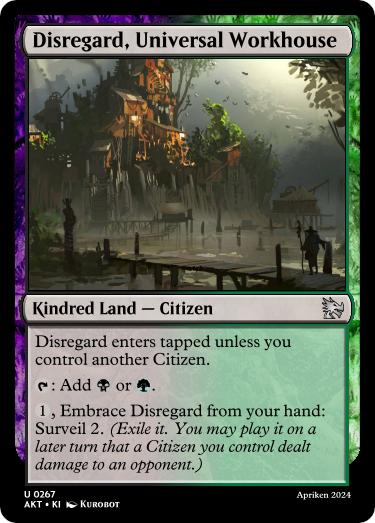 Disregard, Universal Workhouse
Kindred Land — Citizen
Disregard enters tapped unless you
control another Citizen.
: Add or .
1 , Embrace Disregard from your hand:
Surveil 2. (Exile it. You may play it on a
later turn that a Citizen you control dealt
damage to an opponent.)
U 0267
AKT • KI Kurobot
Apriken 2024